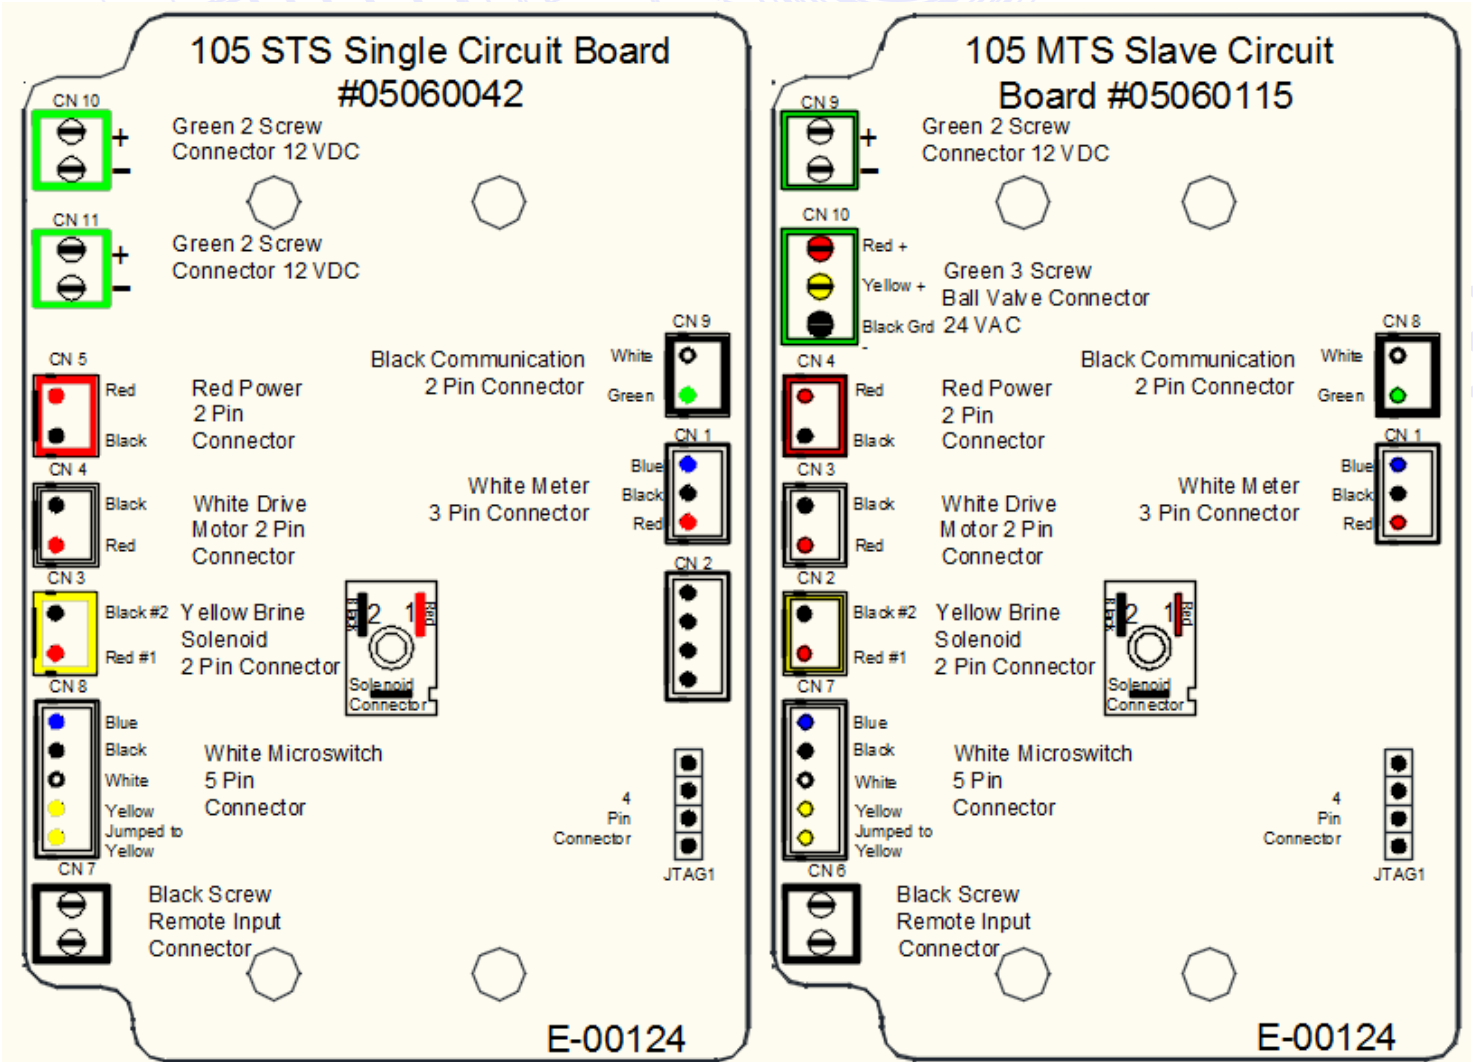 105 STS Single Circuit Board
#05060042
CN 10
+
-
Green 2 Screw
Connector 12 VDC
CN 11
+
-
Green 2 Screw
Connector 12 VDC
CN 5
Red
Black
Red Power
2 Pin
Connector
CN 4
Black
Red
White Drive
Motor 2 Pin
Connector
CN 3
Black #2
Red #1
Yellow Brine
Solenoid
2 Pin Connector
Black
2
1
Red
Solenoid
Connector
CN 8
Blue
Black
White
Yellow
Jumped to
Yellow
White Microswitch
5 Pin
Connector
CN 7
Black Screw
Remote Input
Connector
CN 9
White
Green
Black Communication
2 Pin Connector
CN 1
Blue
Black
Red
White Meter
3 Pin Connector
CN 2
4
Pin
Connector
JTAG1
E-00124
105 MTS Slave Circuit
Board #05060115
CN 9
+
-
Green 2 Screw
Connector 12 VDC
CN 10
Red +
Yellow +
Black Grd
-
Green 3 Screw
Ball Valve Connector
24 VAC
CN 4
Red
Black
Red Power
2 Pin
Connector
CN 3
Black
Red
White Drive
Motor 2 Pin
Connector
CN 2
Black #2
Red #1
Yellow Brine
Solenoid
2 Pin Connector
Black
2
1
Red
Solenoid
Connector
CN 7
Blue
Black
White
Yellow
Jumped to
Yellow
White Microswitch
5 Pin
Connector
CN 6
Black Screw
Remote Input
Connector
CN 8
White
Green
Black Communication
2 Pin Connector
CN 1
Blue
Black
Red
White Meter
3 Pin Connector
4
Pin
Connector
JTAG1
E-00124